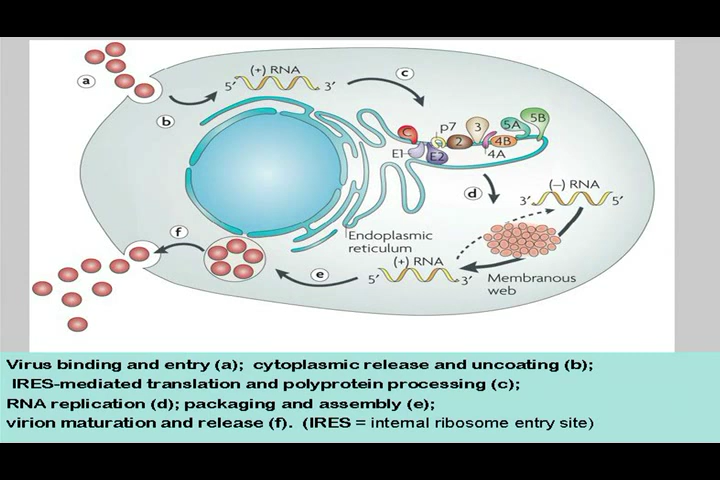 a
(+) RNA
5′ 3′
c
b
C
p7
3
5A
5B
E1
E2
2
4B
4A
d
(–) RNA
3′ 5′
f
Endoplasmic
reticulum
e
(+) RNA
5′ 3′
Membranous
web
Virus binding and entry (a); cytoplasmic release and uncoating (b);
IRES-mediated translation and polyprotein processing (c);
RNA replication (d); packaging and assembly (e);
virion maturation and release (f). (IRES = internal ribosome entry site)